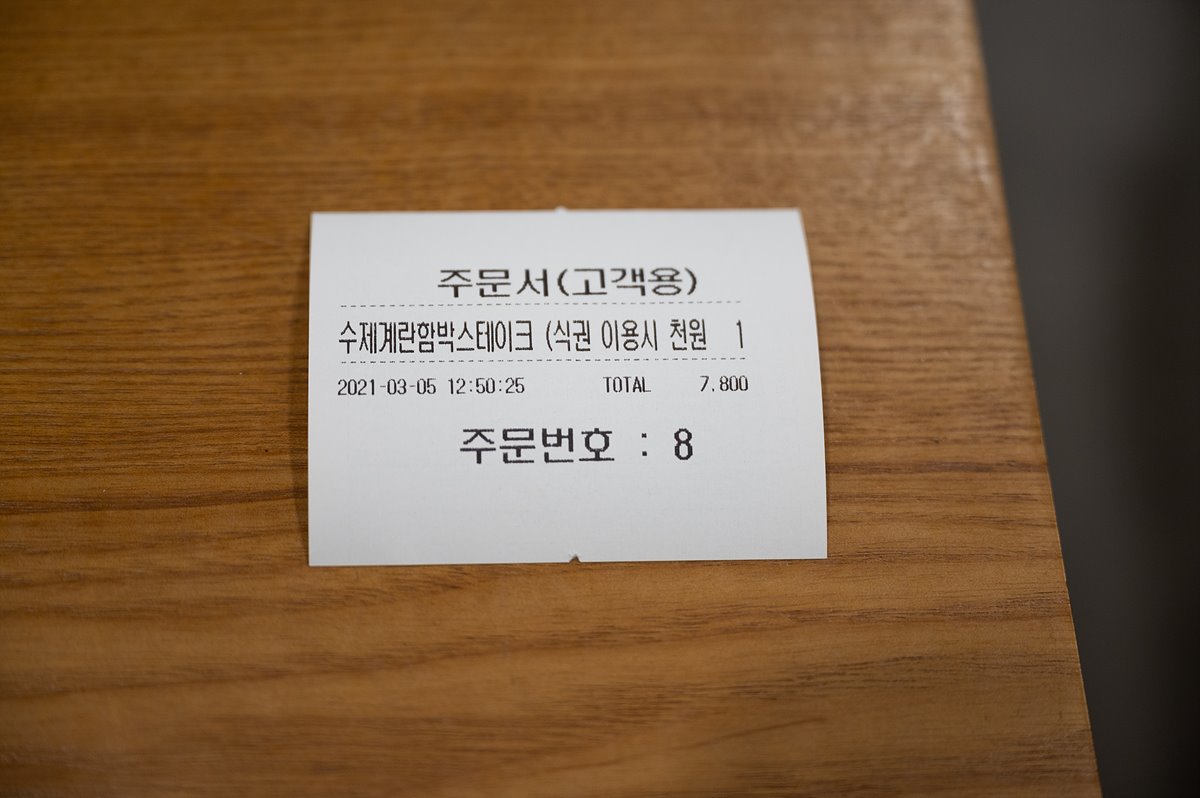 주문서(고객용)
수제계란함박스테이크 (식권 이용시 천원 1
2021-03-05 12:50:25 TOTAL 7,800
주문번호 : 8